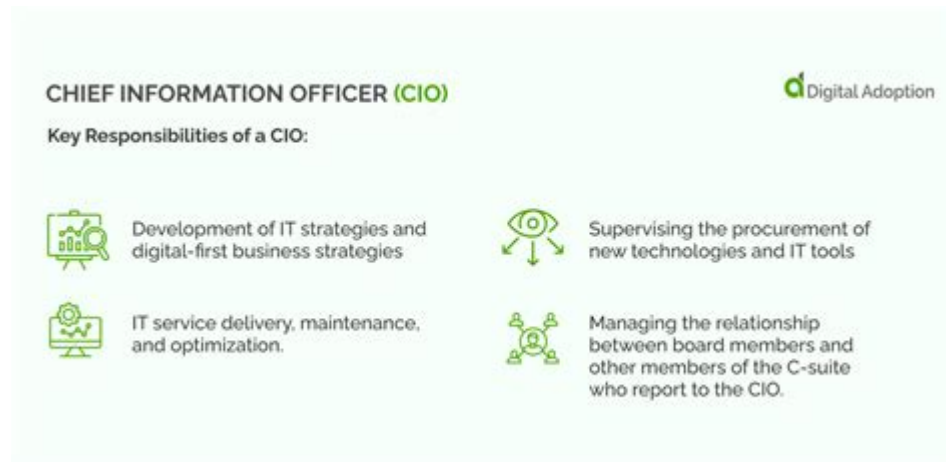 CHIEF INFORMATION OFFICER (CIO)
Digital Adoption
Key Responsibilities of a CIO:
Development of IT strategies and
digital-first business strategies
Supervising the procurement of
new technologies and IT tools
IT service delivery, maintenance,
and optimization.
Managing the relationship
between board members and
other members of the C-suite
who report to the CIO.